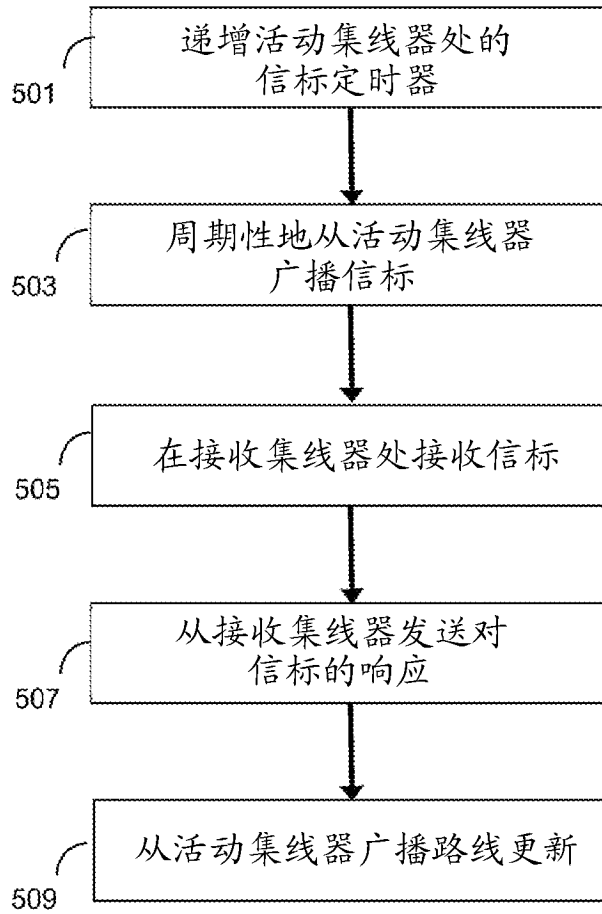 递增活动集线器处的
信标定时器
501
周期性地从活动集线器
广播信标
503
在接收集线器处接收信标
505
从接收集线器发送对
信标的响应
507
从活动集线器广播路线更新
509